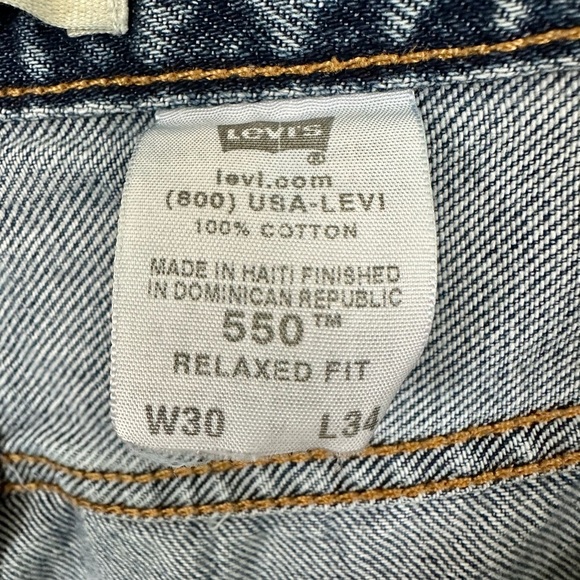 LEVI'S
®
levi.com
(800) USA-LEVI
100% COTTON
MADE IN HAITI FINISHED
IN DOMINICAN REPUBLIC
550™
RELAXED FIT
W30 L34